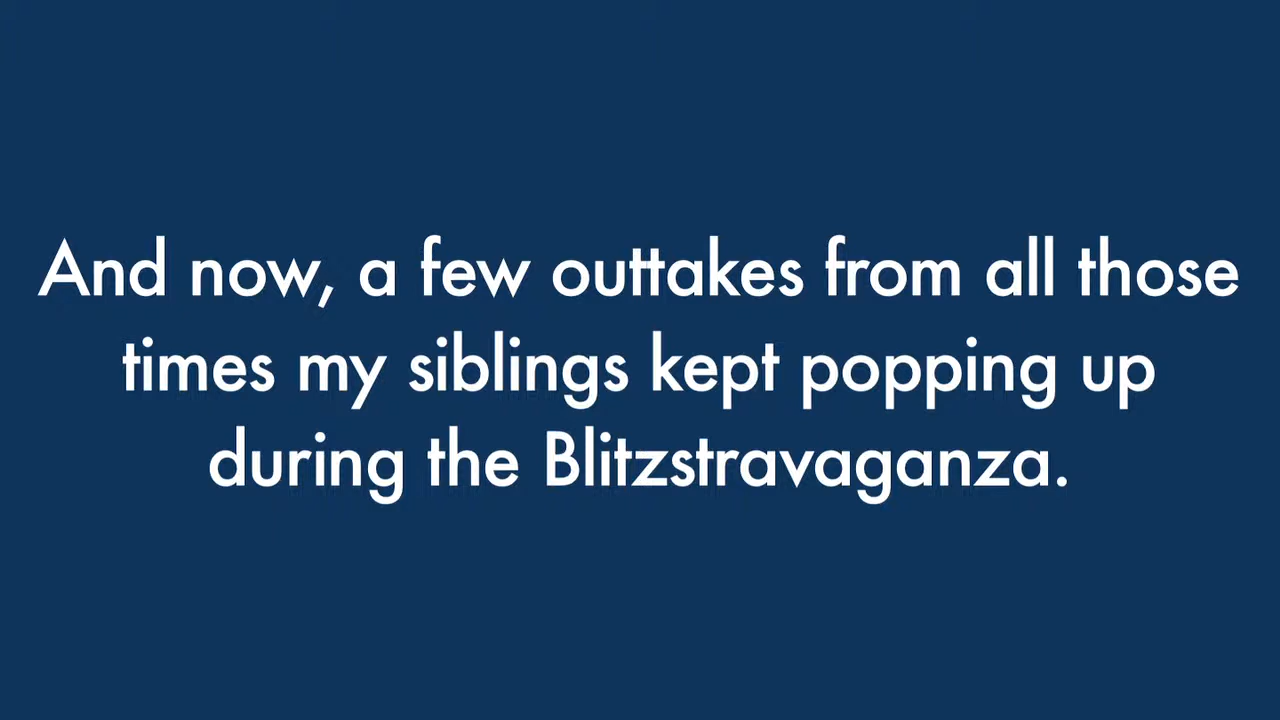 And now, a few outtakes from all those
times my siblings kept popping up
during the Blitzstravaganza.